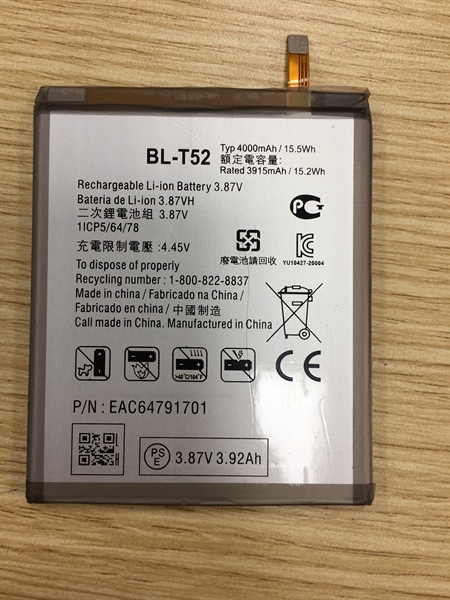 BL-T52
Typ 4000mAh / 15.5Wh
額定電容量:
Rated 3915mAh / 15.2Wh
Rechargeable Li-ion Battery 3.87V
Bateria de Li-ion 3.87VH
二次鋰電池組 3.87V
1ICP5/64/78
充電限制電壓 : 4.45V
PC
廢電池請回收
YU10427-20004
To dispose of properly
Recycling number : 1-800-822-8837
Made in china / Fabricado na China /
Fabricado en china / 中國制造
Call made in china /
>40°C/104°F
CE
P/N : EAC64791701
PS
E
3.87V 3.92Ah